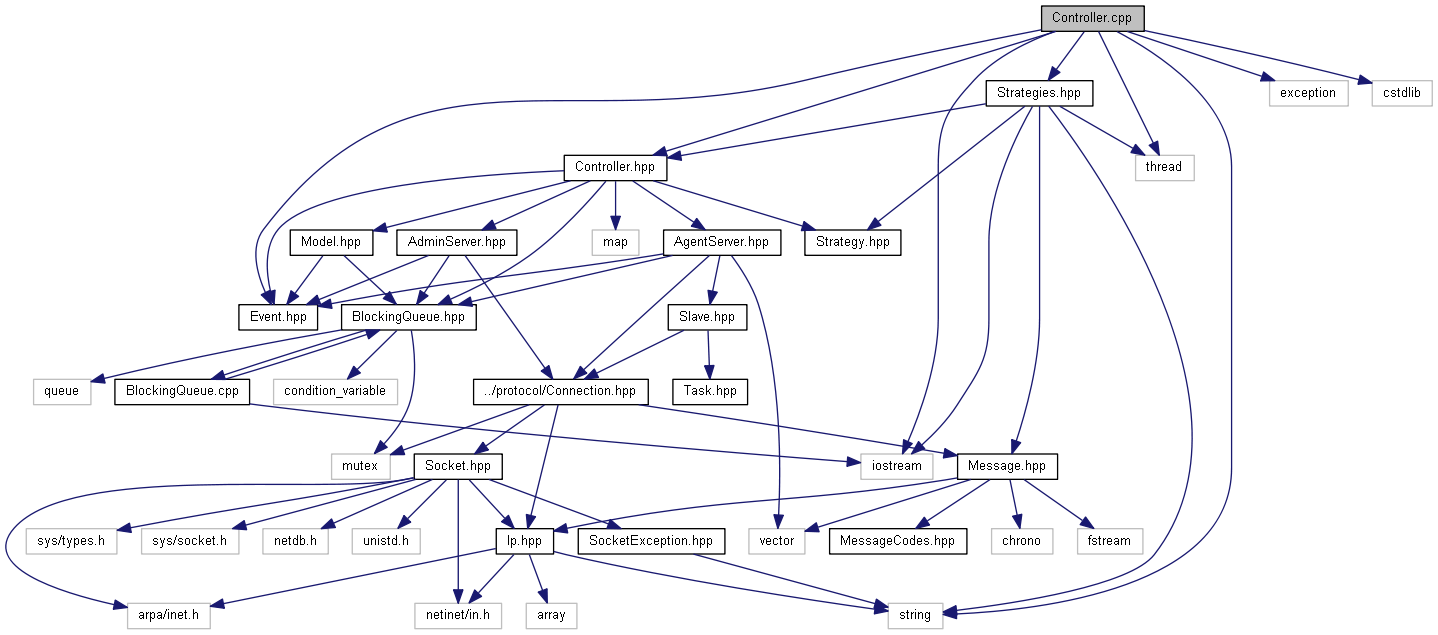 Controller.cpp
Strategies.hpp
exception
cstdlib
Controller.hpp
thread
Model.hpp
AdminServer.hpp
map
AgentServer.hpp
Strategy.hpp
Event.hpp
BlockingQueue.hpp
Slave.hpp
queue
BlockingQueue.cpp
condition_variable
../protocol/Connection.hpp
Task.hpp
mutex
Socket.hpp
iostream
Message.hpp
sys/types.h
sys/socket.h
netdb.h
unistd.h
Ip.hpp
SocketException.hpp
vector
MessageCodes.hpp
chrono
fstream
arpa/inet.h
netinet/in.h
array
string